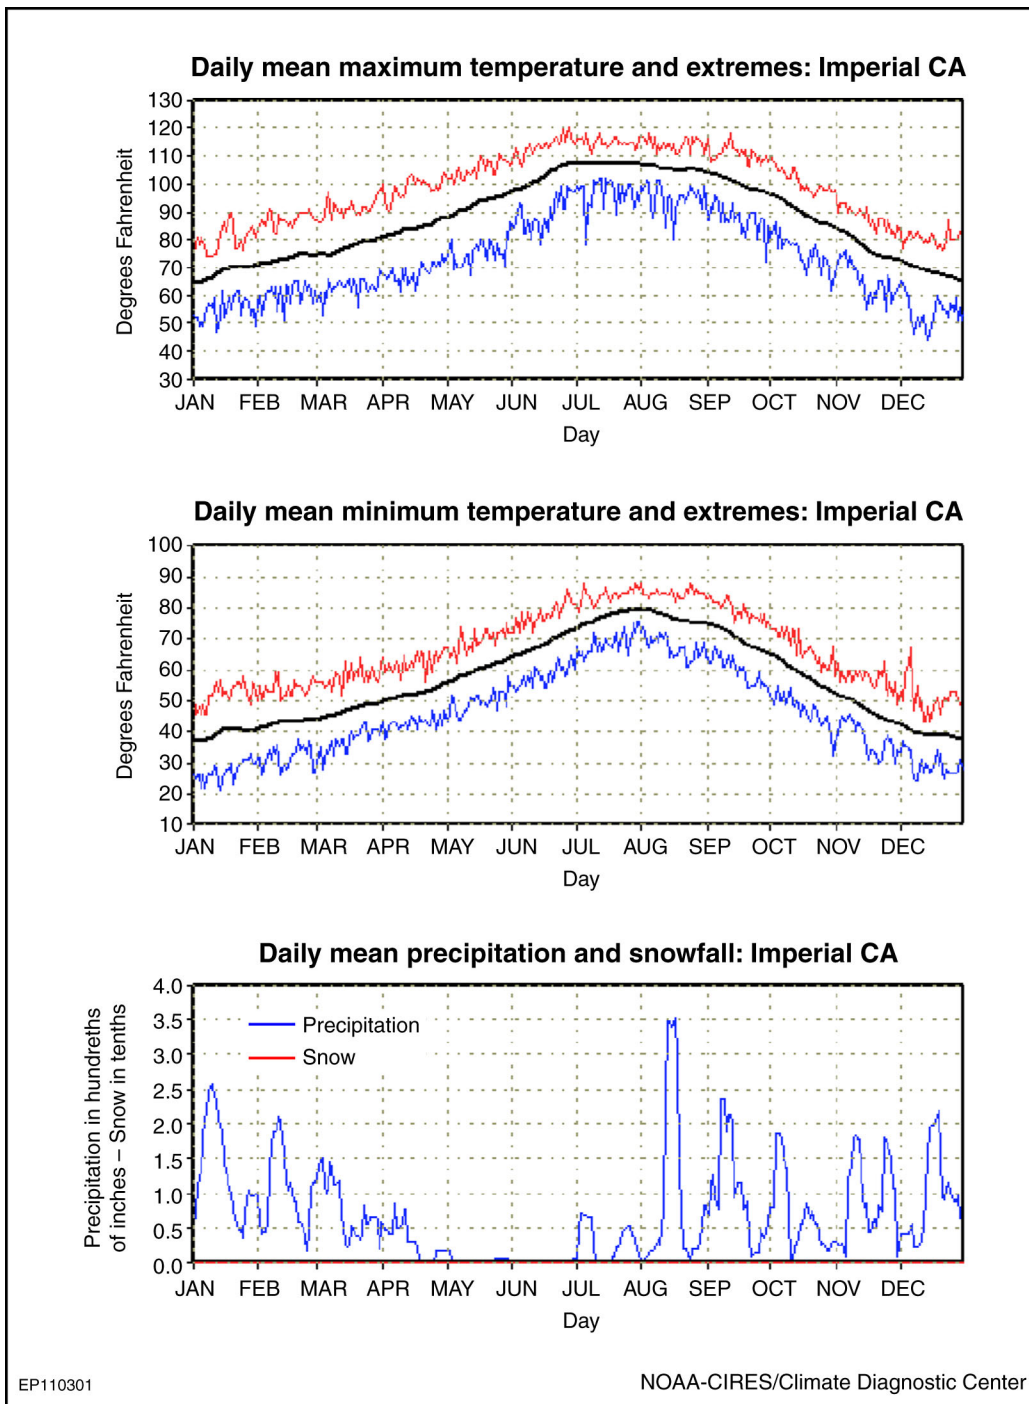 Daily mean maximum temperature and extremes: Imperial CA
130
120
110
100
90
80
70
60
50
40
30
Degrees Fahrenheit
JAN FEB MAR APR MAY JUN JUL AUG SEP OCT NOV DEC
Day
Daily mean minimum temperature and extremes: Imperial CA
100
90
80
70
60
50
40
30
20
10
Degrees Fahrenheit
JAN FEB MAR APR MAY JUN JUL AUG SEP OCT NOV DEC
Day
Daily mean precipitation and snowfall: Imperial CA
4.0
3.5
3.0
2.5
2.0
1.5
1.0
0.5
0.0
Precipitation in hundreths
of inches – Snow in tenths
Precipitation
Snow
JAN FEB MAR APR MAY JUN JUL AUG SEP OCT NOV DEC
Day
EP110301
NOAA-CIRES/Climate Diagnostic Center